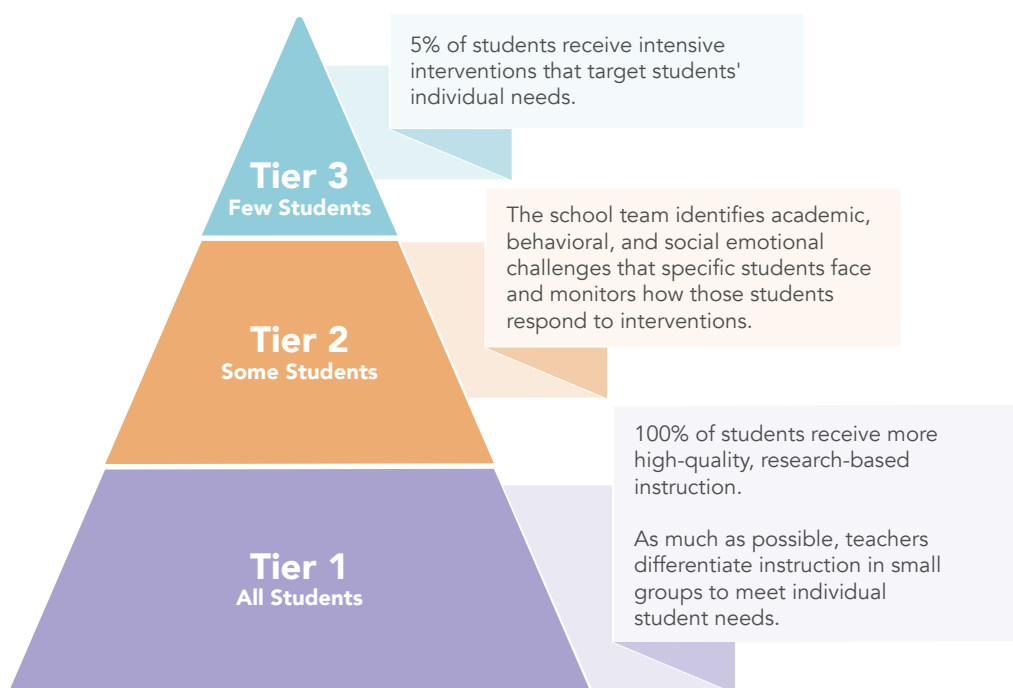 5% of students receive intensive
interventions that target students'
individual needs.
Tier 3
Few Students
The school team identifies academic,
behavioral, and social emotional
challenges that specific students face
and monitors how those students
respond to interventions.
Tier 2
Some Students
100% of students receive more
high-quality, research-based
instruction.
As much as possible, teachers
differentiate instruction in small
groups to meet individual
student needs.
Tier 1
All Students